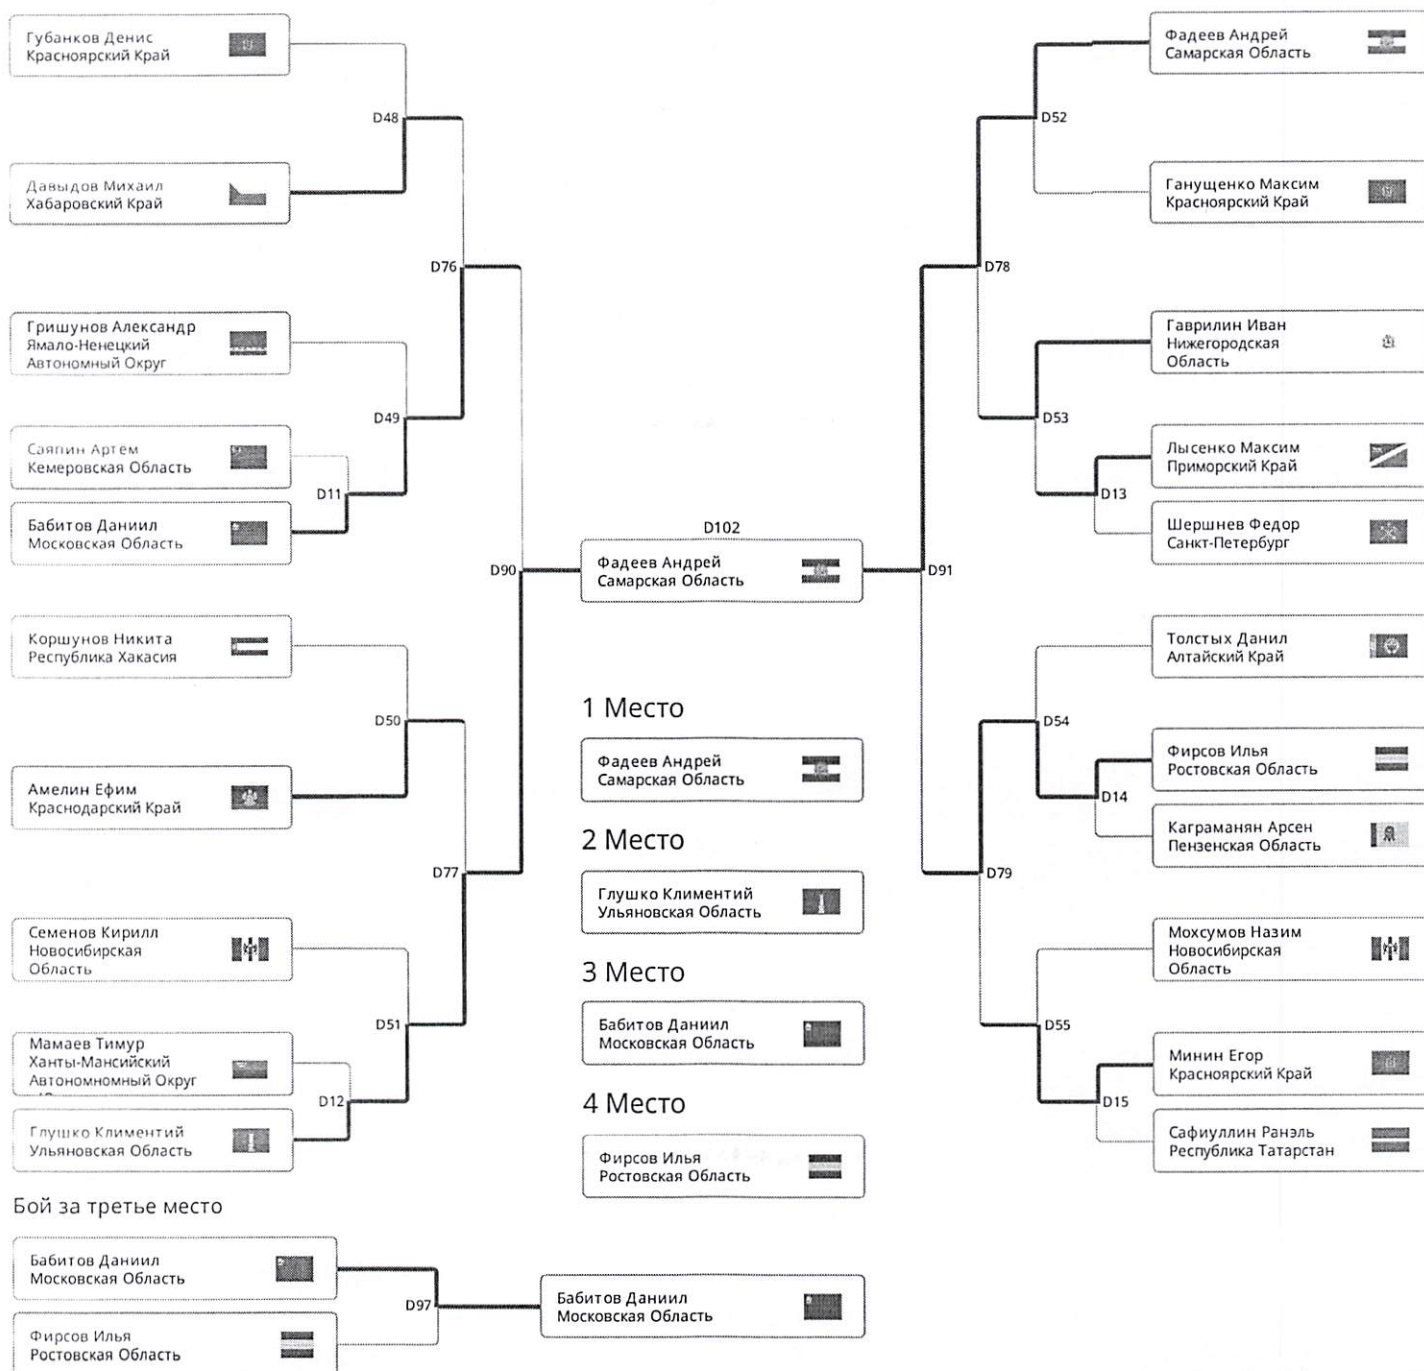 Губанков Денис
Красноярский Край
D48
Давыдов Михаил
Хабаровский Край
D76
Гришунов Александр
Ямало-Ненецкий
Автономный Округ
D49
Саяпин Артем
Кемеровская Область
D11
Бабитов Даниил
Московская Область
D90
Коршунов Никита
Республика Хакасия
D50
Амелин Ефим
Краснодарский Край
D77
Семенов Кирилл
Новосибирская
Область
D51
Мамаев Тимур
Ханты-Мансийский
Автономномный Округ
D12
Глушко Климентий
Ульяновская Область
D102
Фадеев Андрей
Самарская Область
1 Место
Фадеев Андрей
Самарская Область
2 Место
Глушко Климентий
Ульяновская Область
3 Место
Бабитов Даниил
Московская Область
4 Место
Фирсов Илья
Ростовская Область
Фадеев Андрей
Самарская Область
D52
Ганущенко Максим
Красноярский Край
D78
Гаврилин Иван
Нижегородская
Область
D53
Лысенко Максим
Приморский Край
D13
Шершнев Федор
Санкт-Петербург
D91
Толстых Данил
Алтайский Край
D54
Фирсов Илья
Ростовская Область
D14
Каграманян Арсен
Пензенская Область
D79
Мохсумов Назим
Новосибирская
Область
D55
Минин Егор
Красноярский Край
D15
Сафиуллин Ранэль
Республика Татарстан
Бой за третье место
Бабитов Даниил
Московская Область
D97
Фирсов Илья
Ростовская Область
Бабитов Даниил
Московская Область